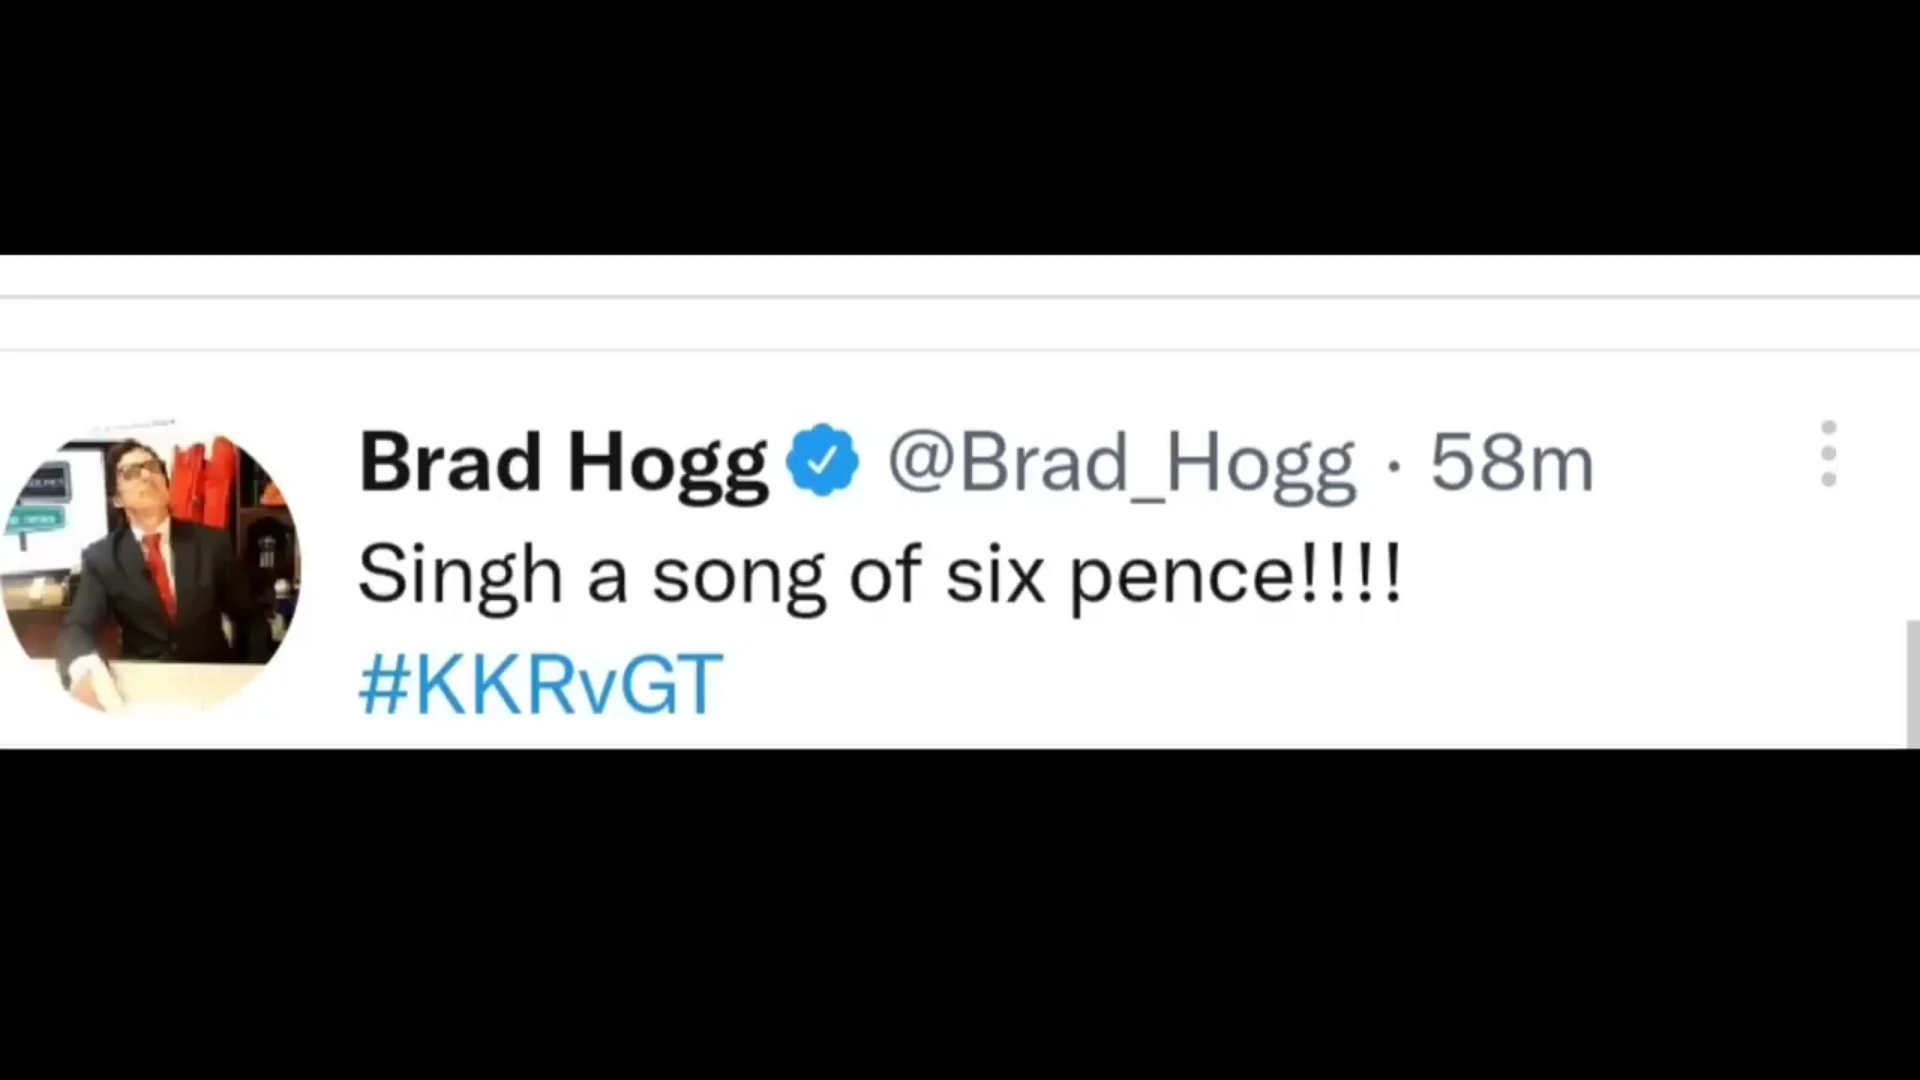 Brad Hogg @Brad_Hogg · 58m
Singh a song of six pence!!!!
#KKRvGT